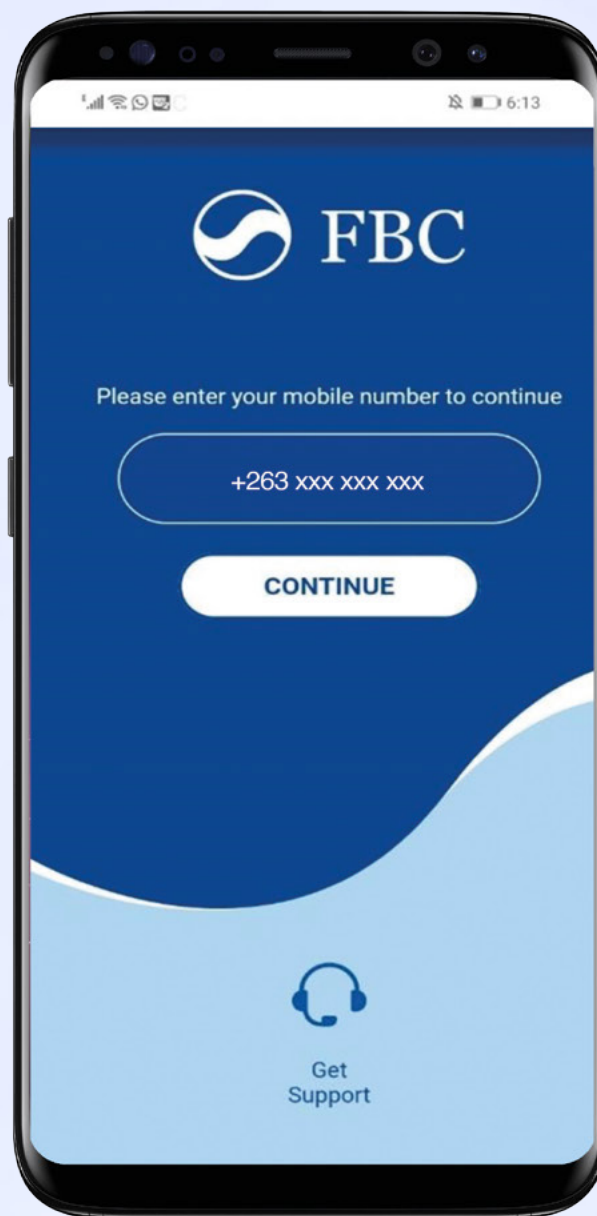 6:13
FBC
Please enter your mobile number to continue
+263 xxx xxx xxx
CONTINUE
Get
Support